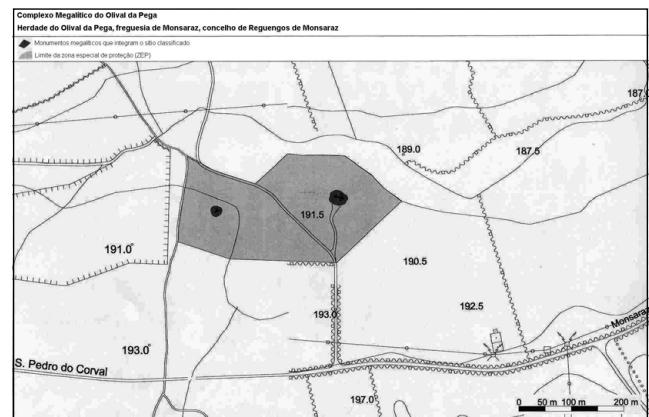 Complexo Megalítico do Olival da Pega
Herdade do Olival da Pega, freguesia de Monsaraz, concelho de Reguengos de Monsaraz
Monumentos megalíticos que integram o sítio classificado
Limite da zona especial de proteção (ZEP)
187.
189.0
187.5
191.5
191.0
190.5
193.0
192.5
193.0
Monsaraz
S. Pedro do Corval
197.0
0 50 m 100 m 200 m